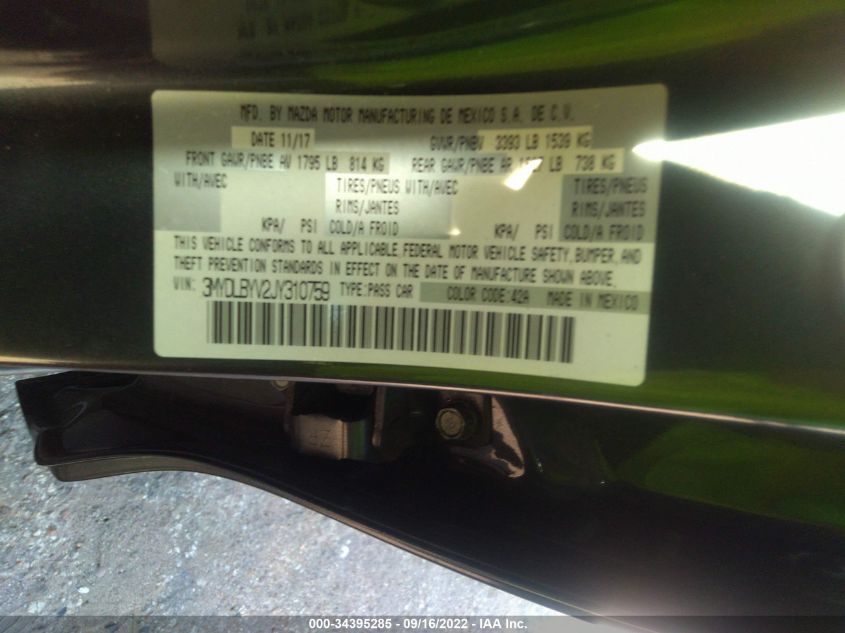 MFD. BY MAZDA MOTOR MANUFACTURING DE MEXICO S.A. DE C.V.
DATE 11/17 GVWR/PNBV 3393 LB 1539 KG
FRONT GAWR/PNBE AV 1795 LB 814 KG REAR GAWR/PNBE AR LB 738 KG
WITH/AVEC TIRES/PNEUS WITH/AVEC TIRES/PNEUS
RIMS/JANTES RIMS/JANTES
KPA/ PSI COLD/A FROID KPA/ PSI COLD/A FROID
THIS VEHICLE CONFORMS TO ALL APPLICABLE FEDERAL MOTOR VEHICLE SAFETY, BUMPER, AND
THEFT PREVENTION STANDARDS IN EFFECT ON THE DATE OF MANUFACTURE SHOWN ABOVE.
VIN: 3MYDLBYV2JY310759 TYPE:PASS CAR COLOR CODE:42A MADE IN MEXICO
000-34395285 - 09/16/2022 - IAA Inc.